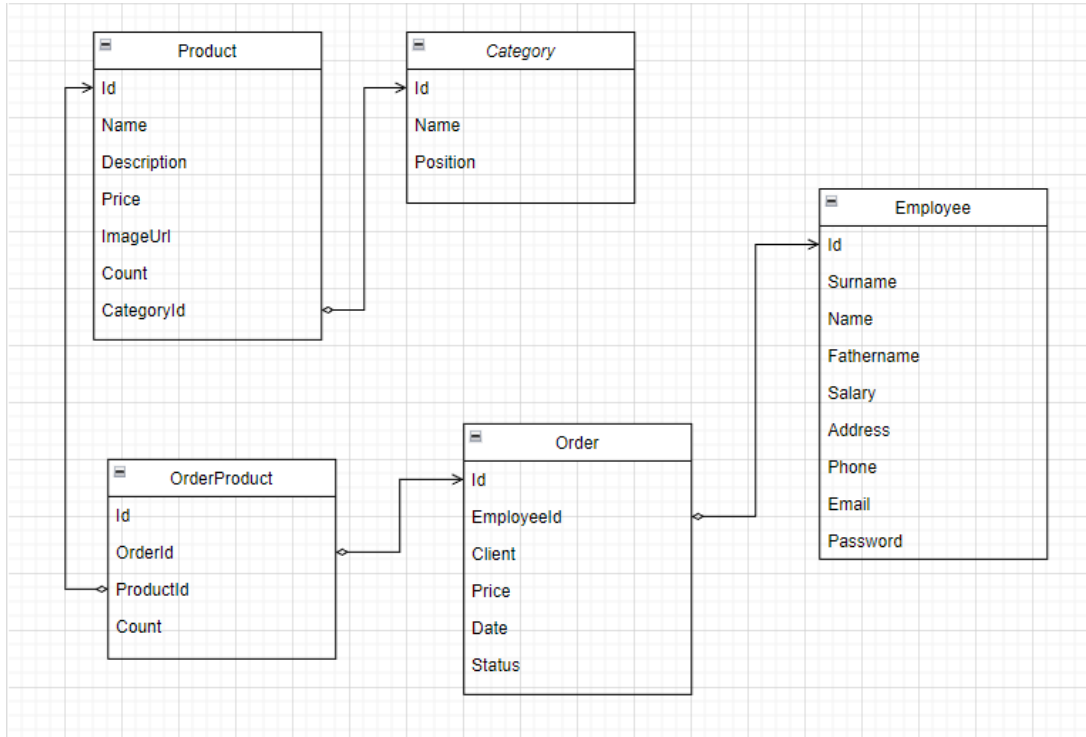 Product
Id
Name
Description
Price
ImageUrl
Count
CategoryId
Category
Id
Name
Position
Employee
Id
Surname
Name
Fathername
Salary
Address
Phone
Email
Password
OrderProduct
Id
OrderId
ProductId
Count
Order
Id
EmployeeId
Client
Price
Date
Status